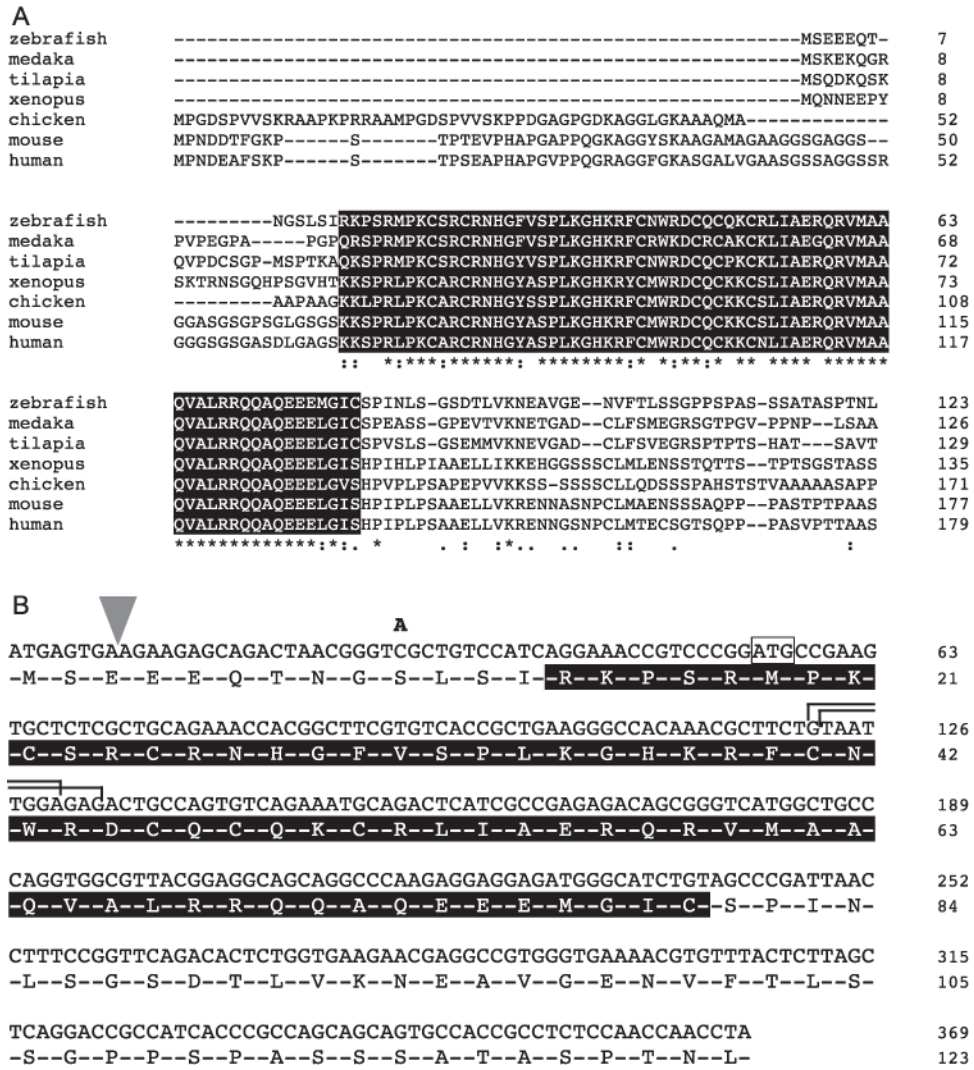 A
zebrafish -------------------------------------------------------------MSEEEQT- 7
medaka -------------------------------------------------------------MSKEKQGR 8
tilapia -------------------------------------------------------------MSQDKQSK 8
xenopus -------------------------------------------------------------MQNNEEPY 8
chicken MPGDSPVVSKRAAPKPRRAAMPGDSPVVSKPPDGAGPGDKAGGLGKAAAQMA-------------- 52
mouse MPNDDTFGKP------S--------TPTEVPHAPGAPPQGKAGGYSKAAGAMAGAAGGSGAGGS-- 50
human MPNDEAFSKP------S--------TPSEAPHAPGVPPQGRAGGFGKASGALVGAAGGSSAGGSSR 52
zebrafish ---------NGSLSIRKPSRMPKCSRCRNHGFVSPLKGHKRFCNWRDCQCQKCRLIAERQRVMAA 63
medaka PVPEGPA-----PGPQRSPRMPKCSRCRNHGFVSPLKGHKRFCRWKDCRCAKCKLIAEGQRVMAA 68
tilapia QVPDCSGP-MSPTKAQKSPRMPKCSRCRNHGFVSPLKGHKRFCNWRDCQCPKCKLIAERQRVMAA 72
xenopus SKTRNSGQHPSGVHTKKSPRLPKCARCRNHGYASPLKGHKRYCMWRDCQCKKCSLIAERQRVMAA 73
chicken ---------AAPAAGKKLPRLPKCARCRNHGYSSPLKGHKRFCMWRDCQCKKCSLIAERQRVMAA 108
mouse GGASGSGPSGLGSGSKKSPRLPKCARCRNHGYASPLKGHKRFCMWRDCQCKKCSLIAERQRVMAA 115
human GGGSGSGASDLGAGSKKSPRLPKCARCRNHGYASPLKGHKRFCMWRDCQCKKCNLIAERQRVMAA 117
:: *:***:******: ********:* *:**:* ** **** ******
zebrafish QVALRRQQAQEEEMGICSPINLS-GSDTLVKNEAVGE--NVFTLSSGPPSPAS-SSATASPTNL 123
medaka QVALRRQQAQEEELGICSPEASS-GPEVTVKNETGAD--CLFSMEGRSGTPGV-PPNP--LSAA 126
tilapia QVALRRQQAQEEELGICSPVSLS-GSEMMVKNEVGAD--CLFSVEGRSPTPTS-HAT---SAVT 129
xenopus QVALRRQQAQEEELGISHPIHLPIAAELLIKKEHGGSSSCLMLENSSTQTTS--TPTSGSTASS 135
chicken QVALRRQQAQEEELGVSHPVPLPSAPEPVVKKSS-SSSSCLLQDSSSPAHSTSTVAAAAASAPP 171
mouse QVALRRQQAQEEELGISHPIPLPSAAELLVKRENNASNPCLMAENSSSAQPP--PASTPTPAAS 177
human QVALRRQQAQEEELGISHPIPLPSAAELLVKRENNGSNPCLMTECSGTSQPP--PASVPTTAAS 179
*************:*:. * . : :*.. .. :: . :
B
A
ATGAGTGAAGAAGAGCAGACTAACGGGTCGCTGTCCATCAGGAAACCGTCCCGGATGCCGAAG 63
-M--S--E--E--E--Q--T--N--G--S--L--S--I--R--K--P--S--R--M--P--K- 21
TGCTCTCGCTGCAGAAACCACGGCTTCGTGTCACCGCTGAAGGGCCACAAACGCTTCTGTAAT 126
-C--S--R--C--R--N--H--G--F--V--S--P--L--K--G--H--K--R--F--C--N- 42
TGGAGAGACTGCCAGTGTCAGAAATGCAGACTCATCGCCGAGAGACAGCGGGTCATGGCTGCC 189
-W--R--D--C--Q--C--Q--K--C--R--L--I--A--E--R--Q--R--V--M--A--A- 63
CAGGTGGCGTTACGGAGGCAGCAGGCCCAAGAGGAGGAGATGGGCATCTGTAGCCCGATTAAC 252
-Q--V--A--L--R--R--Q--Q--A--Q--E--E--E--M--G--I--C--S--P--I--N- 84
CTTTCCGGTTCAGACACTCTGGTGAAGAACGAGGCCGTGGGTGAAAACGTGTTTACTCTTAGC 315
-L--S--G--S--D--T--L--V--K--N--E--A--V--G--E--N--V--F--T--L--S- 105
TCAGGACCGCCATCACCCGCCAGCAGCAGTGCCACCGCCTCTCCAACCAACCTA 369
-S--G--P--P--S--P--A--S--S--S--A--T--A--S--P--T--N--L- 123